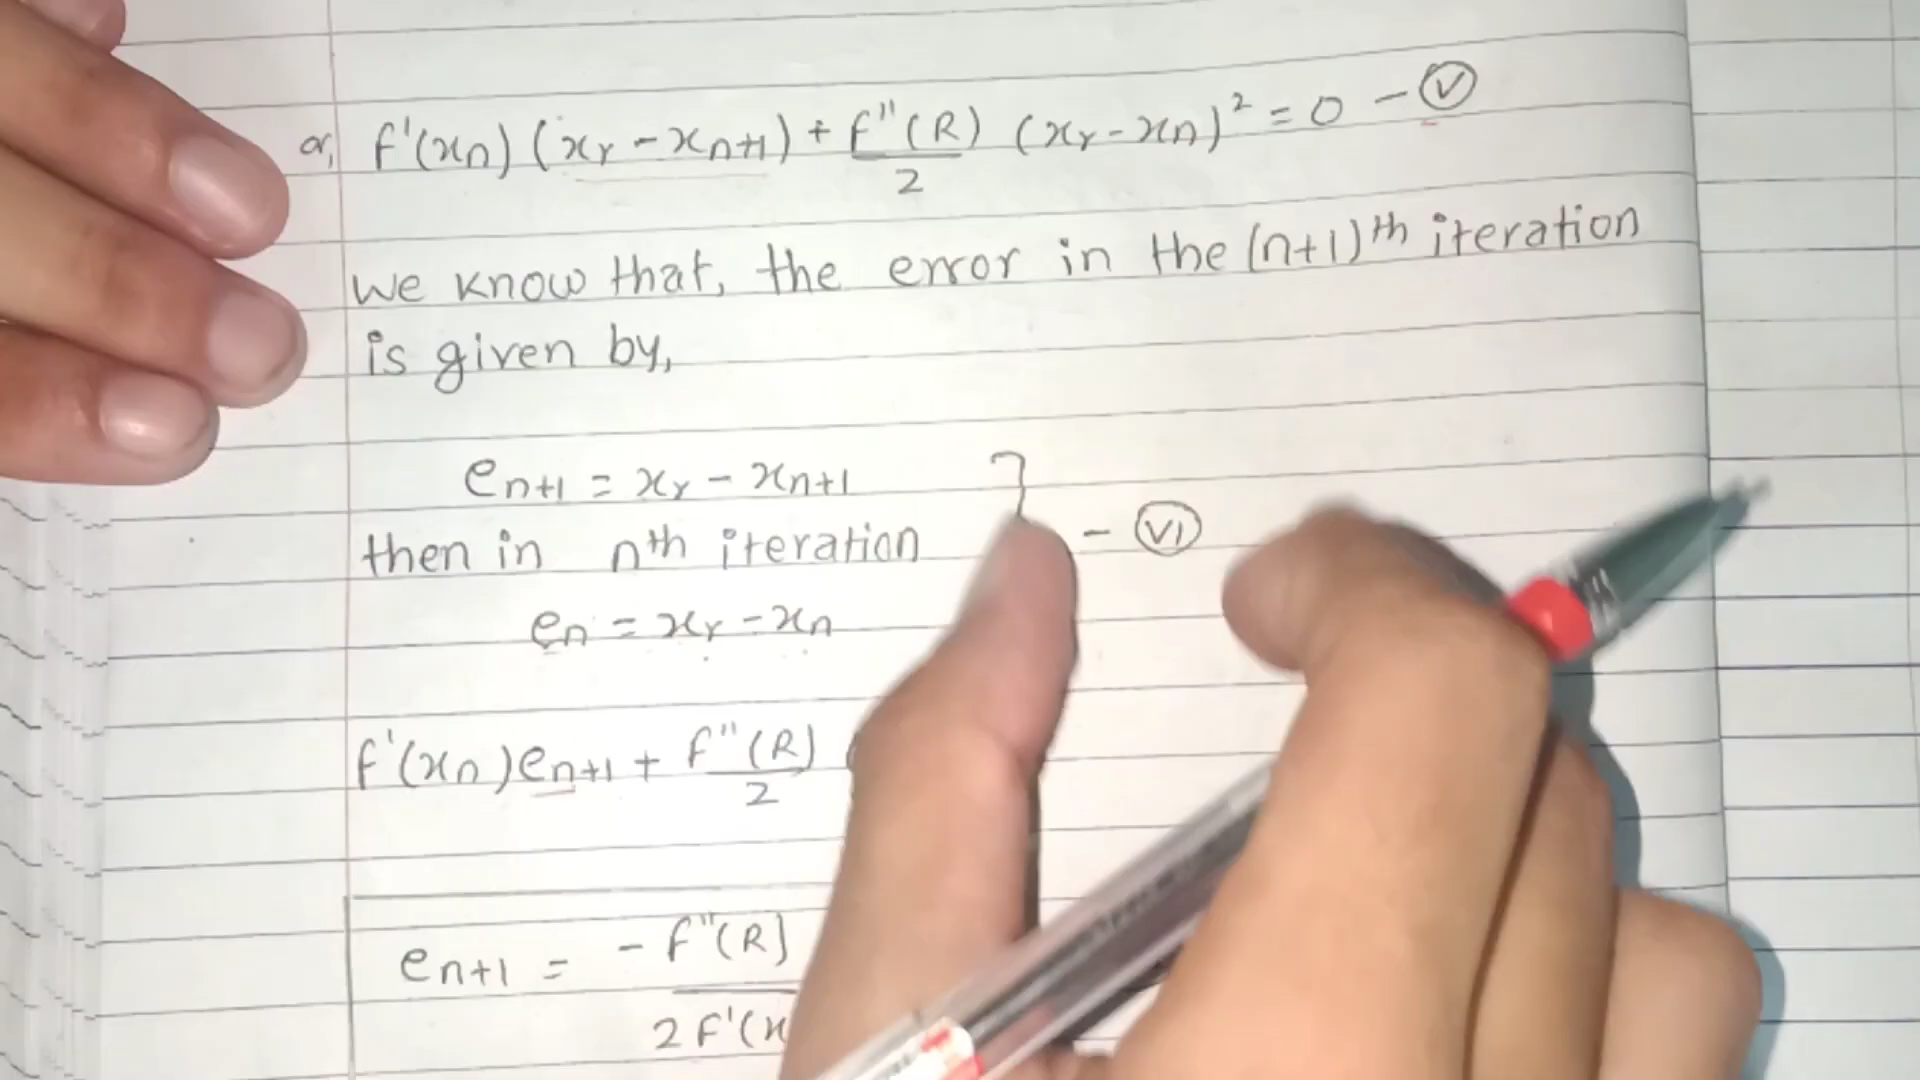 or, f'(xn) (xr - xn+1) + f"(R) (xr - xn)² = 0 - (V)
2
We know that, the error in the (n+1)th iteration
is given by,
en+1 = xr - xn+1
then in nth iteration - (VI)
en = xr - xn
f'(xn)en+1 + f"(R) (
2
en+1 = - f"(R)
2 f'(x